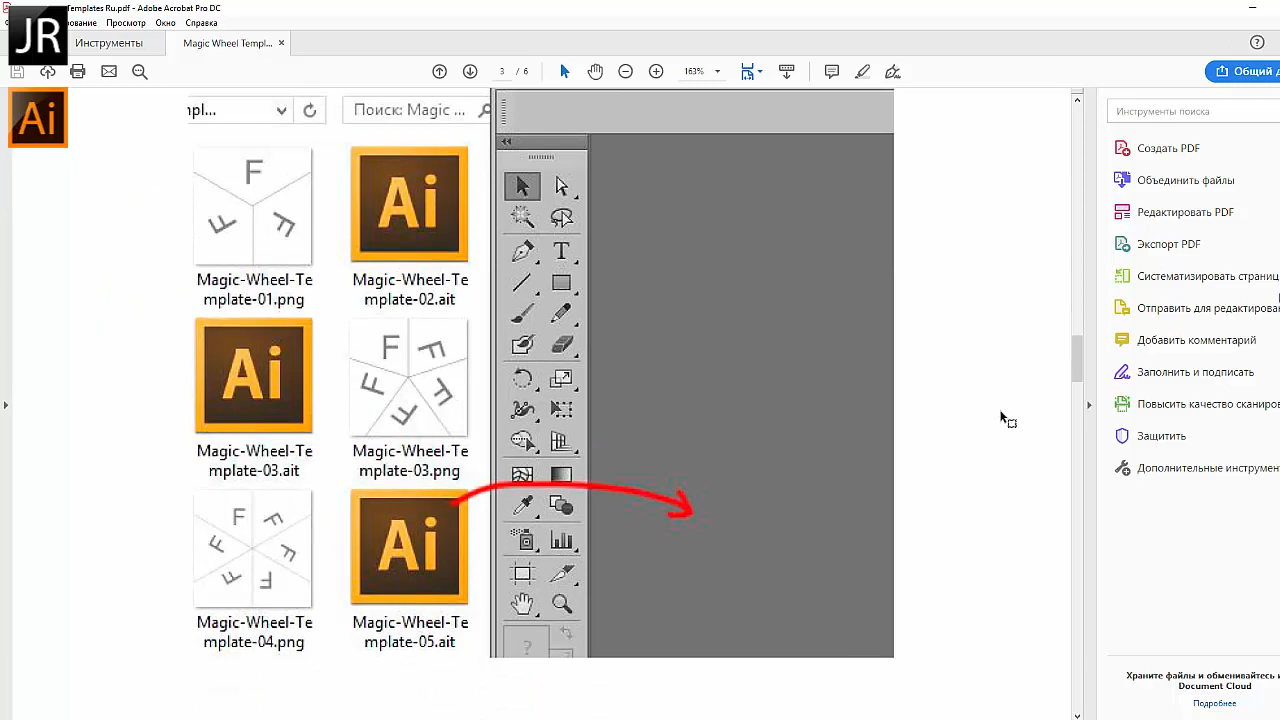 Templates Ru.pdf - Adobe Acrobat Pro DC
JR
Просмотр Окно Справка
Инструменты
Magic Wheel Templ...
3 / 6
163%
Общий
Ai
Поиск: Magic ...
Инструменты поиска
F
F
F
Ai
Magic-Wheel-Te
mplate-01.png
Magic-Wheel-Te
mplate-02.ait
Ai
F
F
F
F
F
Magic-Wheel-Te
mplate-03.ait
Magic-Wheel-Te
mplate-03.png
F
F
F
F
F
F
Ai
Magic-Wheel-Te
mplate-04.png
Magic-Wheel-Te
mplate-05.ait
T
?
Создать PDF
Объединить файлы
Редактировать PDF
Экспорт PDF
Систематизировать страниц
Отправить для редактирова
Добавить комментарий
Заполнить и подписать
Повысить качество сканиров
Защитить
Дополнительные инструмен
Храните файлы и обменивайтесь и
Document Cloud
Подробнее